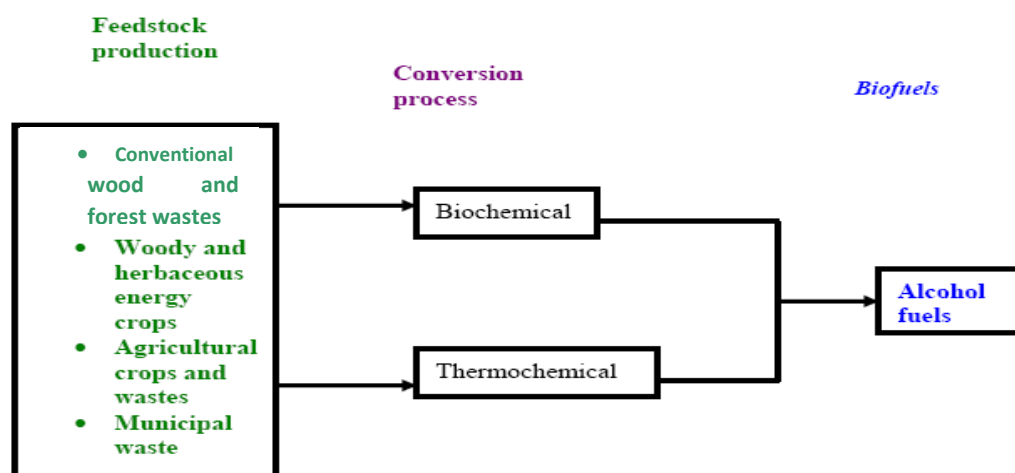 Feedstock
production
Conversion
process
Biofuels
• Conventional
wood and
forest wastes
• Woody and
herbaceous
energy
crops
• Agricultural
crops and
wastes
• Municipal
waste
Biochemical
Thermochemical
Alcohol
fuels